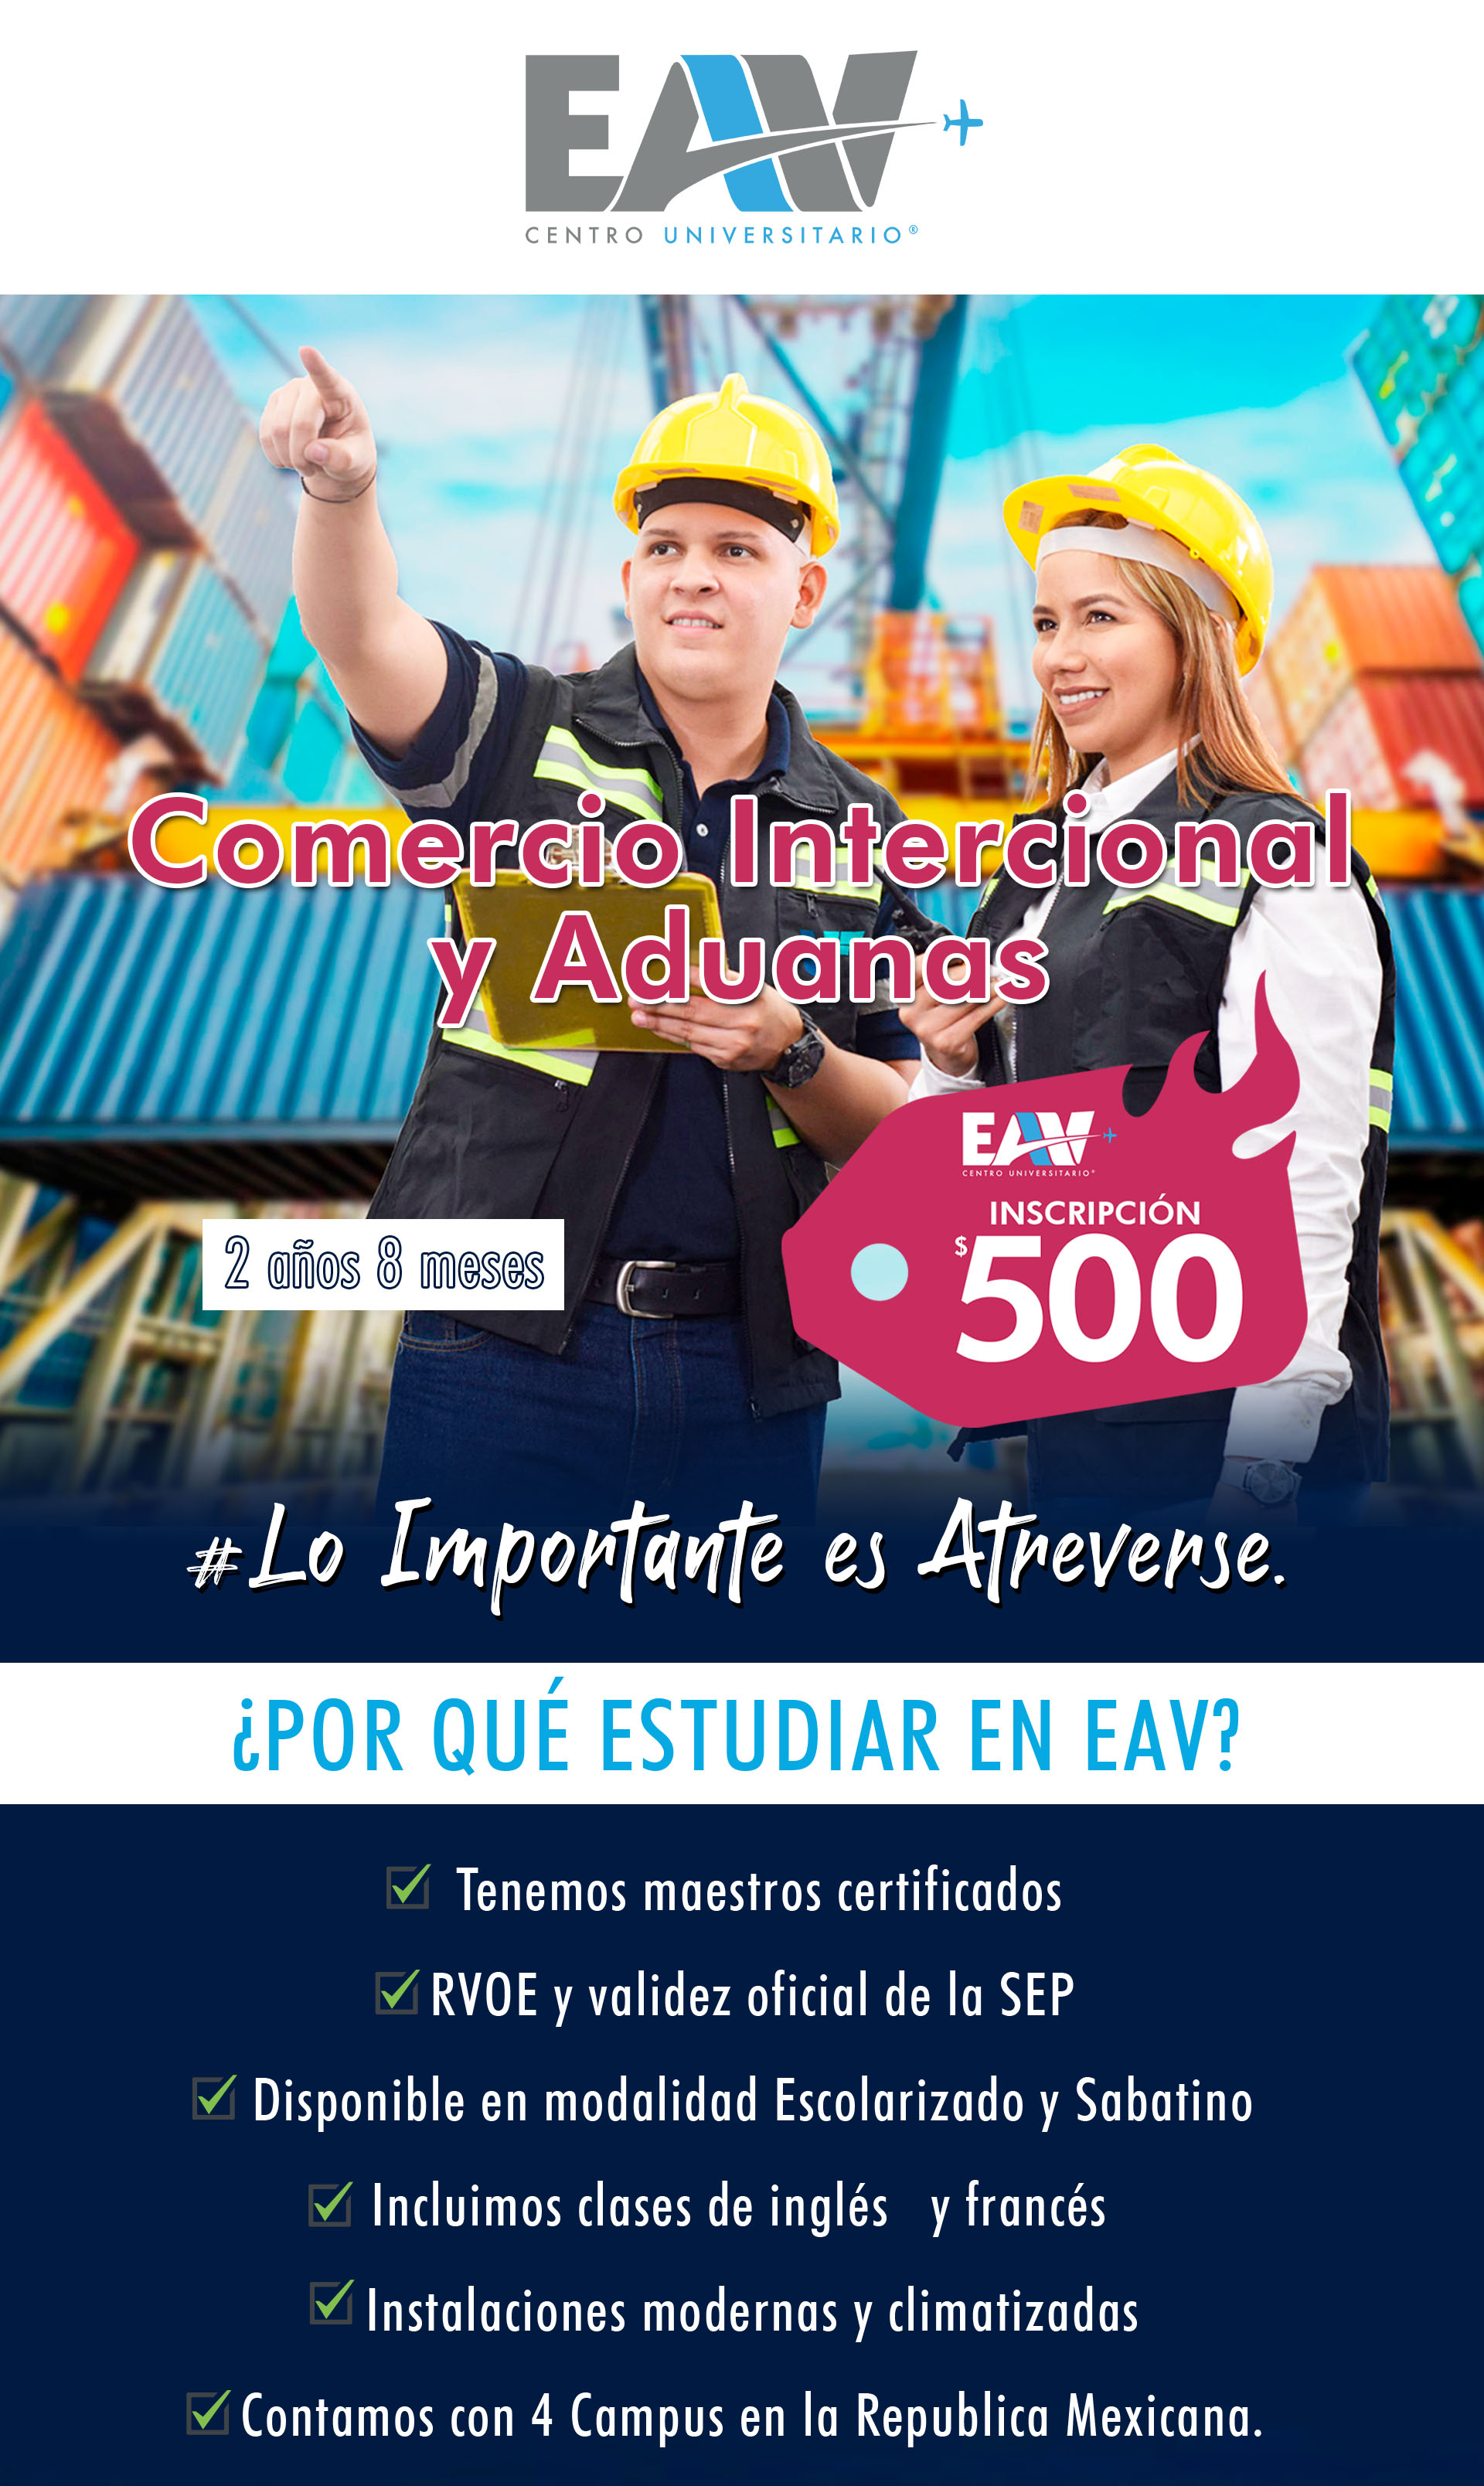 EAV
CENTRO UNIVERSITARIO®
Comercio Intercional
y Aduanas
EAV
CENTRO UNIVERSITARIO®
INSCRIPCIÓN
$500
2 años 8 meses
#Lo Importante es Atreverse.
¿POR QUÉ ESTUDIAR EN EAV?
Tenemos maestros certificados
RVOE y validez oficial de la SEP
Disponible en modalidad Escolarizado y Sabatino
Incluimos clases de inglés y francés
Instalaciones modernas y climatizadas
Contamos con 4 Campus en la Republica Mexicana.